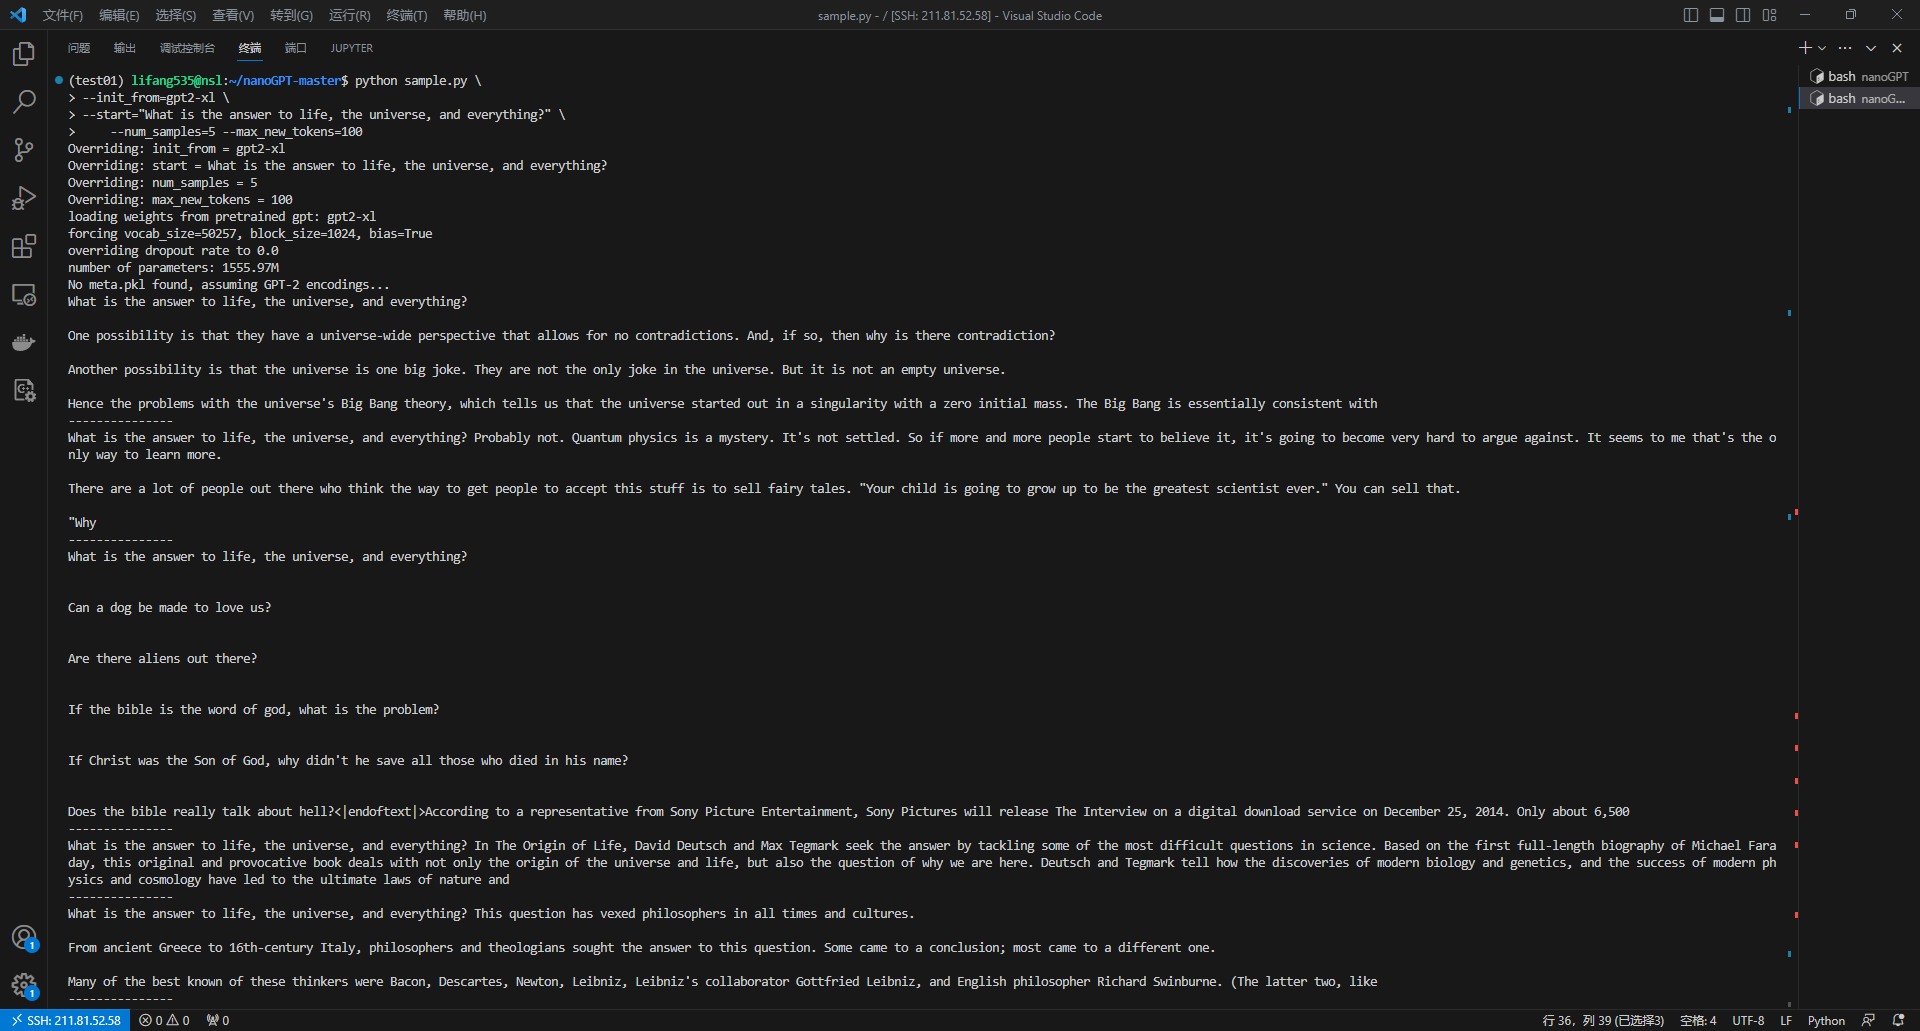 文件(F) 编辑(E) 选择(S) 查看(V) 转到(G) 运行(R) 终端(T) 帮助(H) sample.py - / [SSH: 211.81.52.58] - Visual Studio Code
问题 输出 调试控制台 终端 端口 JUPYTER
(test01) lifang535@nsl:~/nanoGPT-master$ python sample.py \
> --init_from=gpt2-xl \
> --start="What is the answer to life, the universe, and everything?" \
>     --num_samples=5 --max_new_tokens=100
Overriding: init_from = gpt2-xl
Overriding: start = What is the answer to life, the universe, and everything?
Overriding: num_samples = 5
Overriding: max_new_tokens = 100
loading weights from pretrained gpt: gpt2-xl
forcing vocab_size=50257, block_size=1024, bias=True
overriding dropout rate to 0.0
number of parameters: 1555.97M
No meta.pkl found, assuming GPT-2 encodings...
What is the answer to life, the universe, and everything?
One possibility is that they have a universe-wide perspective that allows for no contradictions. And, if so, then why is there contradiction?
Another possibility is that the universe is one big joke. They are not the only joke in the universe. But it is not an empty universe.
Hence the problems with the universe's Big Bang theory, which tells us that the universe started out in a singularity with a zero initial mass. The Big Bang is essentially consistent with
---------------
What is the answer to life, the universe, and everything? Probably not. Quantum physics is a mystery. It's not settled. So if more and more people start to believe it, it's going to become very hard to argue against. It seems to me that's the o
nly way to learn more.
There are a lot of people out there who think the way to get people to accept this stuff is to sell fairy tales. "Your child is going to grow up to be the greatest scientist ever." You can sell that.
"Why
---------------
What is the answer to life, the universe, and everything?
Can a dog be made to love us?
Are there aliens out there?
If the bible is the word of god, what is the problem?
If Christ was the Son of God, why didn't he save all those who died in his name?
Does the bible really talk about hell?<|endoftext|>According to a representative from Sony Picture Entertainment, Sony Pictures will release The Interview on a digital download service on December 25, 2014. Only about 6,500
---------------
What is the answer to life, the universe, and everything? In The Origin of Life, David Deutsch and Max Tegmark seek the answer by tackling some of the most difficult questions in science. Based on the first full-length biography of Michael Fara
day, this original and provocative book deals with not only the origin of the universe and life, but also the question of why we are here. Deutsch and Tegmark tell how the discoveries of modern biology and genetics, and the success of modern ph
ysics and cosmology have led to the ultimate laws of nature and
---------------
What is the answer to life, the universe, and everything? This question has vexed philosophers in all times and cultures.
From ancient Greece to 16th-century Italy, philosophers and theologians sought the answer to this question. Some came to a conclusion; most came to a different one.
Many of the best known of these thinkers were Bacon, Descartes, Newton, Leibniz, Leibniz's collaborator Gottfried Leibniz, and English philosopher Richard Swinburne. (The latter two, like
---------------
bash nanoGPT
bash nanoG...
1
1
SSH: 211.81.52.58 0 0 0 行 36，列 39 (已选择3) 空格: 4 UTF-8 LF Python